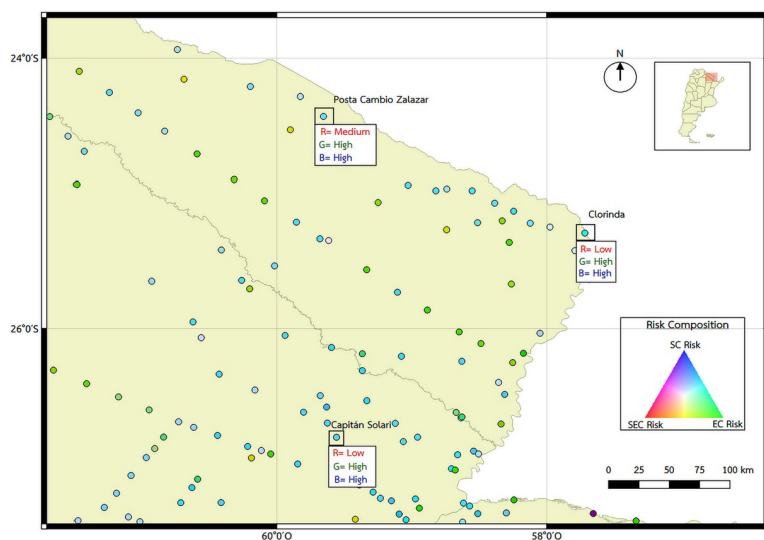 24°0'S
N
Posta Cambio Zalazar
R= Medium
G= High
B= High
Clorinda
R= Low
G= High
B= High
26°0'S
Risk Composition
SC Risk
SEC Risk
EC Risk
Capitán Solari
R= Low
G= High
B= High
0 25 50 75 100 km
60°0'O
58°0'O